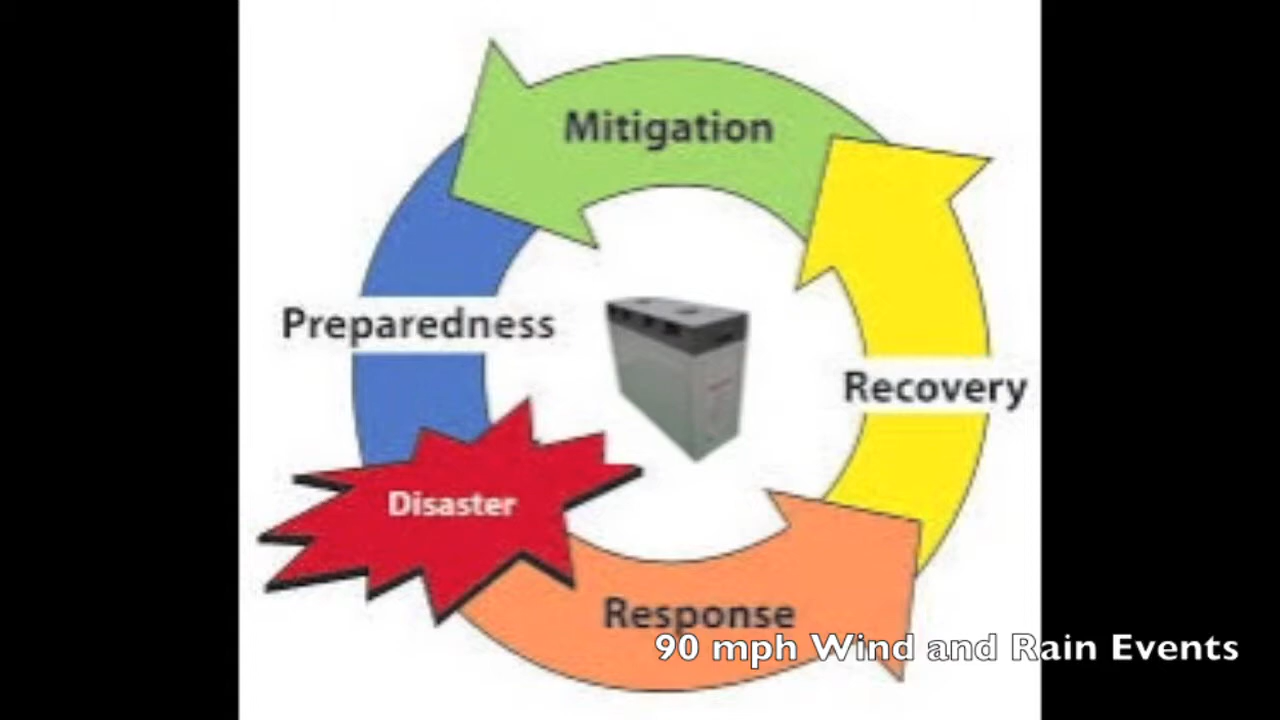 Mitigation
Preparedness
Recovery
Disaster
Response
90 mph Wind and Rain Events